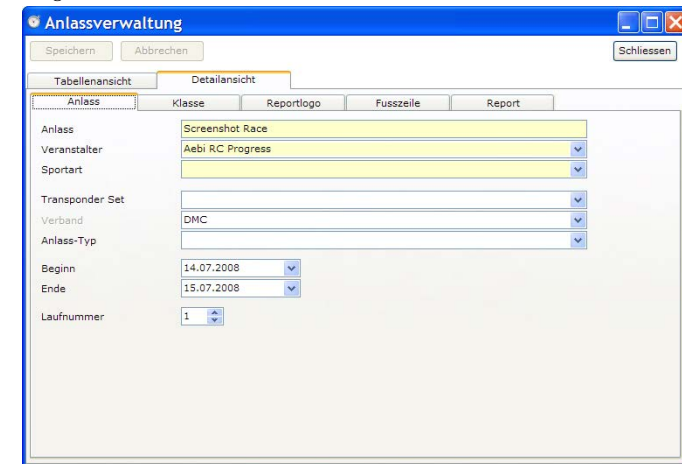 Anlassverwaltung
Speichern Abbrechen Schliessen
Tabellenansicht Detailansicht
Anlass Klasse Reportlogo Fusszeile Report
Anlass Screenshot Race
Veranstalter Aebi RC Progress
Sportart
Transponder Set
Verband DMC
Anlass-Typ
Beginn 14.07.2008
Ende 15.07.2008
Laufnummer 1